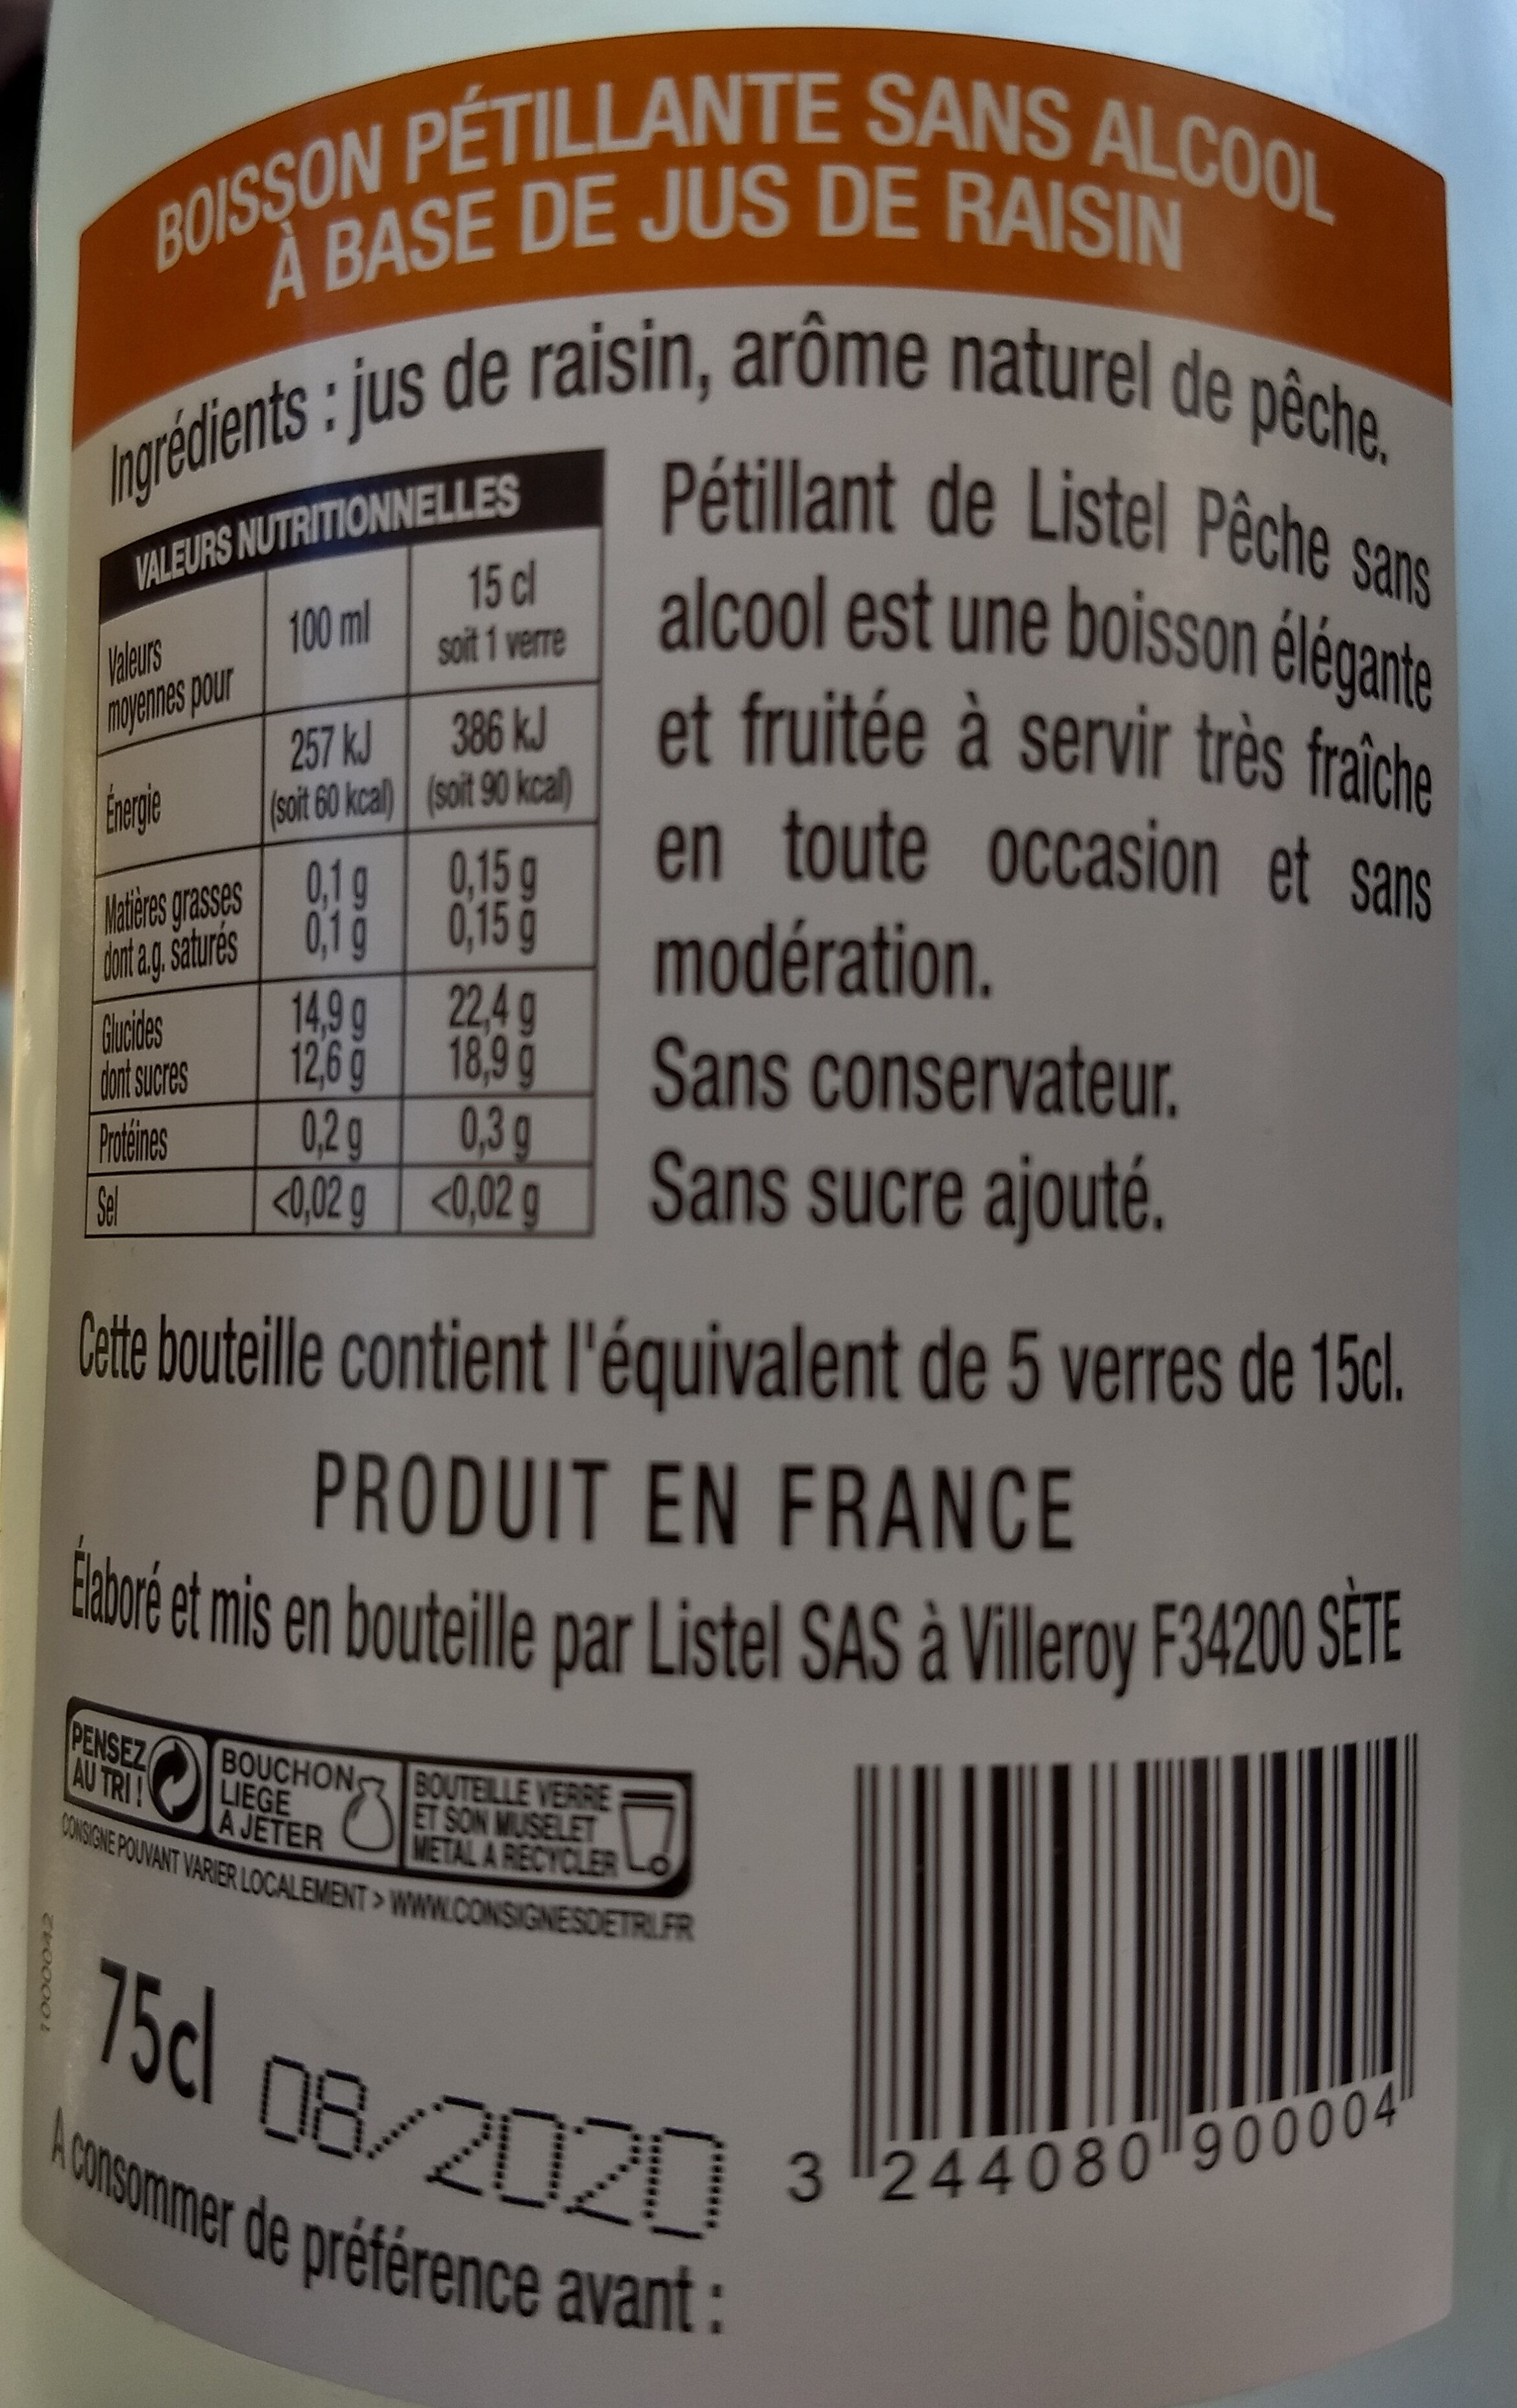 BOISSON PÉTILLANTE SANS ALCOOL
À BASE DE JUS DE RAISIN
Ingrédients : jus de raisin, arôme naturel de pêche.
VALEURS NUTRITIONNELLES
Valeurs moyennes pour 100 ml 15 cl soit 1 verre
Énergie 257 kJ (soit 60 kcal) 386 kJ (soit 90 kcal)
Matières grasses 0,1 g 0,15 g
dont a.g. saturés 0,1 g 0,15 g
Glucides 14,9 g 22,4 g
dont sucres 12,6 g 18,9 g
Protéines 0,2 g 0,3 g
Sel <0,02 g <0,02 g
Pétillant de Listel Pêche sans
alcool est une boisson élégante
et fruitée à servir très fraîche
en toute occasion et sans
modération.
Sans conservateur.
Sans sucre ajouté.
Cette bouteille contient l'équivalent de 5 verres de 15cl.
PRODUIT EN FRANCE
Élaboré et mis en bouteille par Listel SAS à Villeroy F34200 SÈTE
PENSEZ
AU TRI !
BOUCHON
LIEGE
A JETER
BOUTEILLE VERRE
ET SON MUSELET
METAL A RECYCLER
CONSIGNE POUVANT VARIER LOCALEMENT > WWW.CONSIGNESDETRI.FR
1000042
75cl
08/2020
A consommer de préférence avant :
3 244080 900004